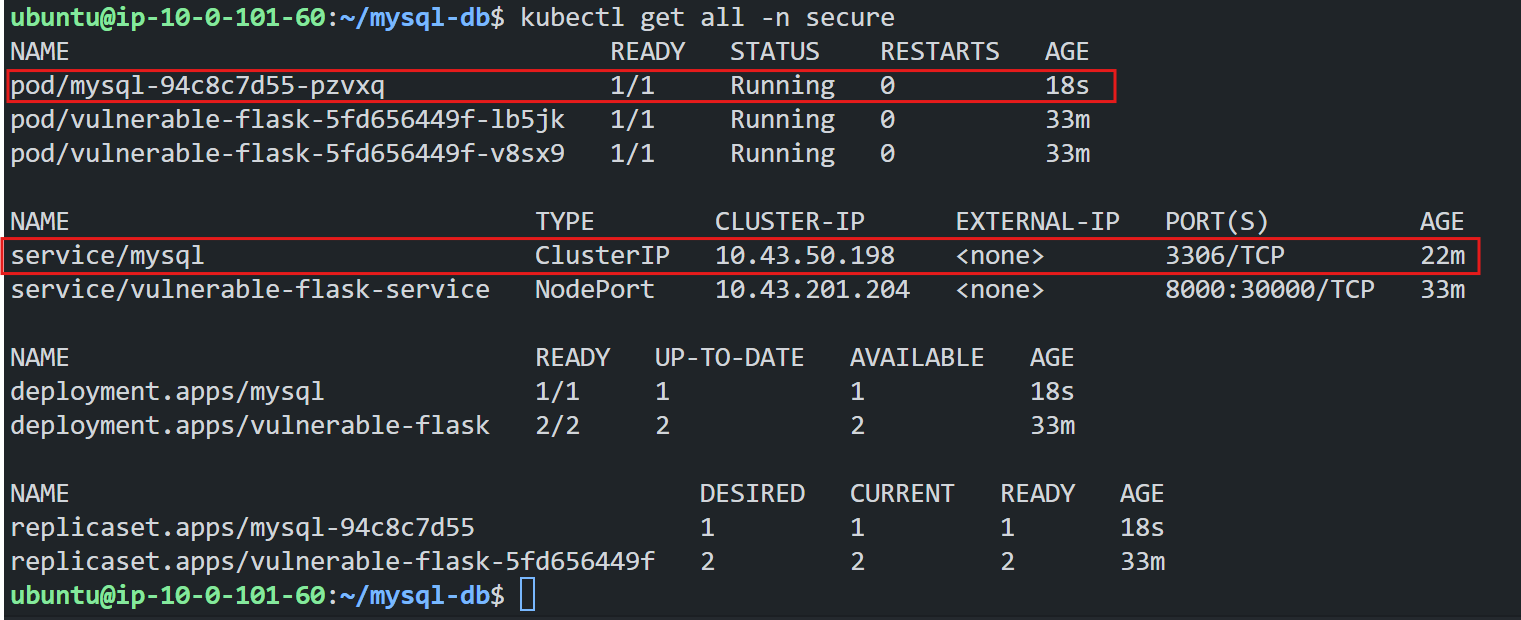 ubuntu@ip-10-0-101-60:~/mysql-db$ kubectl get all -n secure
NAME                                    READY   STATUS    RESTARTS   AGE
pod/mysql-94c8c7d55-pzvxq               1/1     Running   0          18s
pod/vulnerable-flask-5fd656449f-lb5jk   1/1     Running   0          33m
pod/vulnerable-flask-5fd656449f-v8sx9   1/1     Running   0          33m

NAME                               TYPE        CLUSTER-IP      EXTERNAL-IP   PORT(S)          AGE
service/mysql                      ClusterIP   10.43.50.198    <none>        3306/TCP         22m
service/vulnerable-flask-service   NodePort    10.43.201.204   <none>        8000:30000/TCP   33m

NAME                               READY   UP-TO-DATE   AVAILABLE   AGE
deployment.apps/mysql              1/1     1            1           18s
deployment.apps/vulnerable-flask   2/2     2            2           33m

NAME                                          DESIRED   CURRENT   READY   AGE
replicaset.apps/mysql-94c8c7d55               1         1         1       18s
replicaset.apps/vulnerable-flask-5fd656449f   2         2         2       33m
ubuntu@ip-10-0-101-60:~/mysql-db$